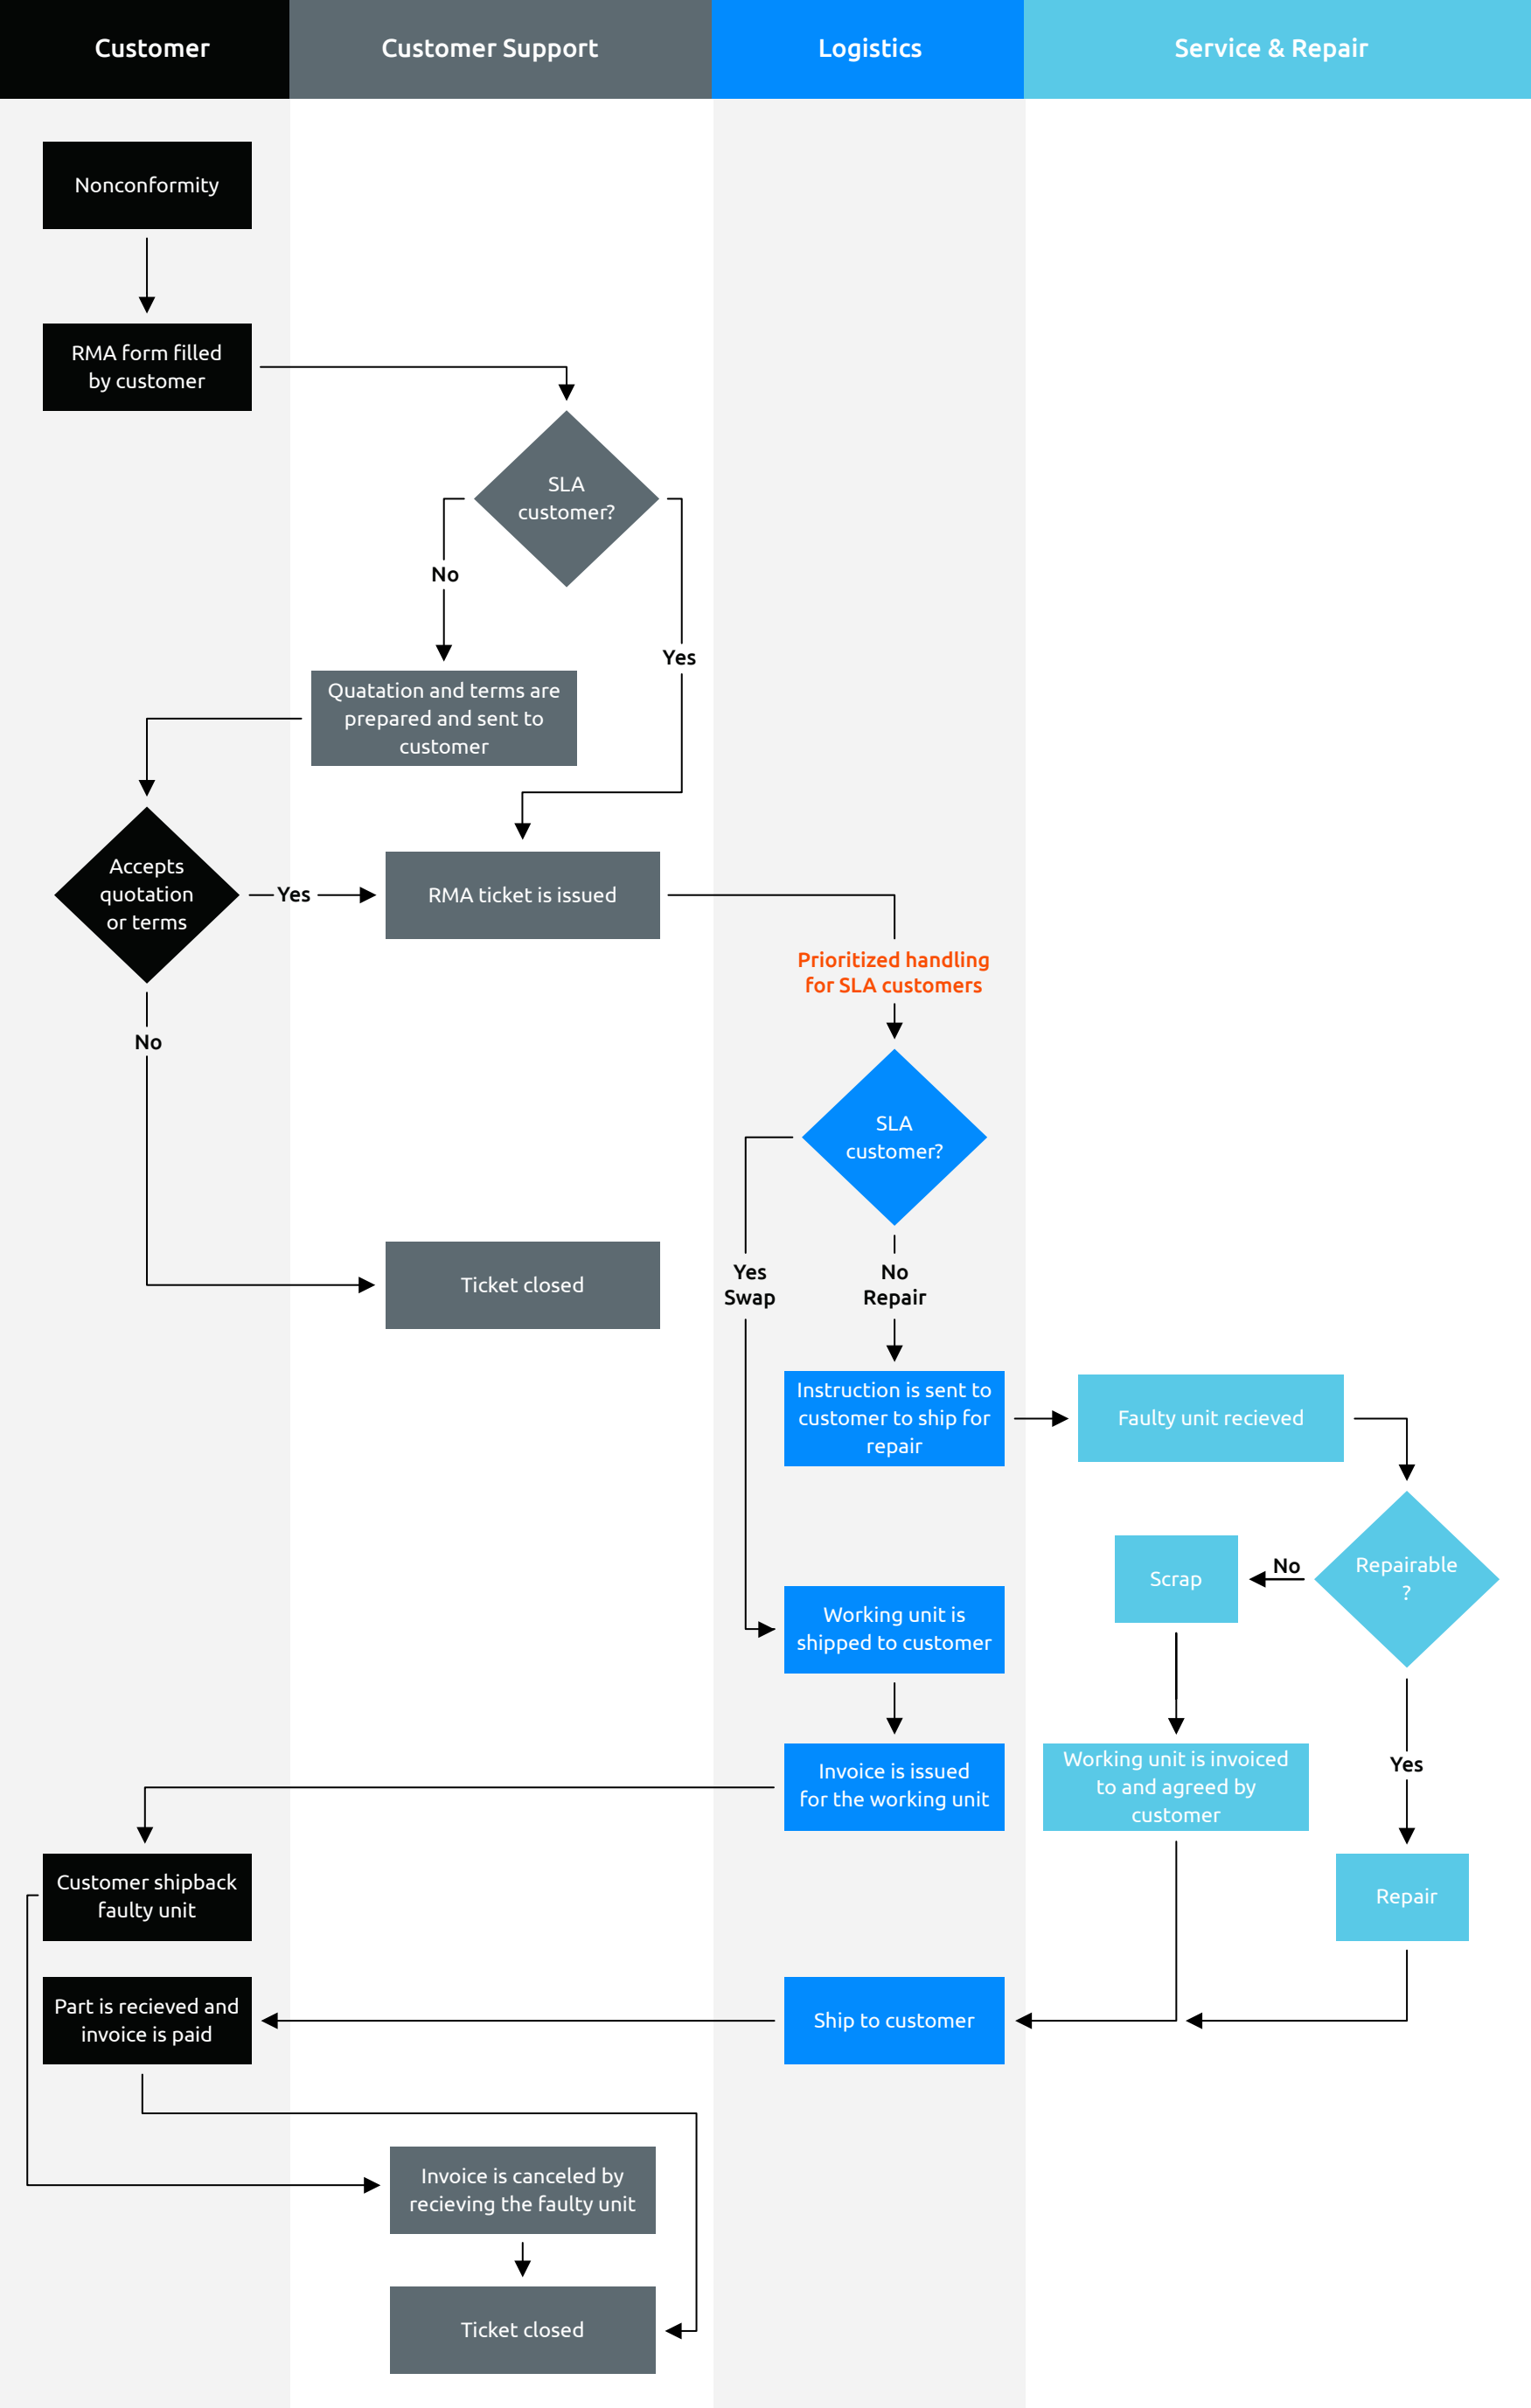 Customer
Customer Support
Logistics
Service & Repair
Nonconformity
RMA form filled
by customer
SLA
customer?
No
Yes
Quatation and terms are
prepared and sent to
customer
Accepts
quotation
or terms
Yes
RMA ticket is issued
Prioritized handling
for SLA customers
No
SLA
customer?
Ticket closed
Yes
Swap
No
Repair
Instruction is sent to
customer to ship for
repair
Faulty unit recieved
Repairable
?
No
Scrap
Working unit is
shipped to customer
Invoice is issued
for the working unit
Working unit is invoiced
to and agreed by
customer
Yes
Customer shipback
faulty unit
Repair
Part is recieved and
invoice is paid
Ship to customer
Invoice is canceled by
recieving the faulty unit
Ticket closed